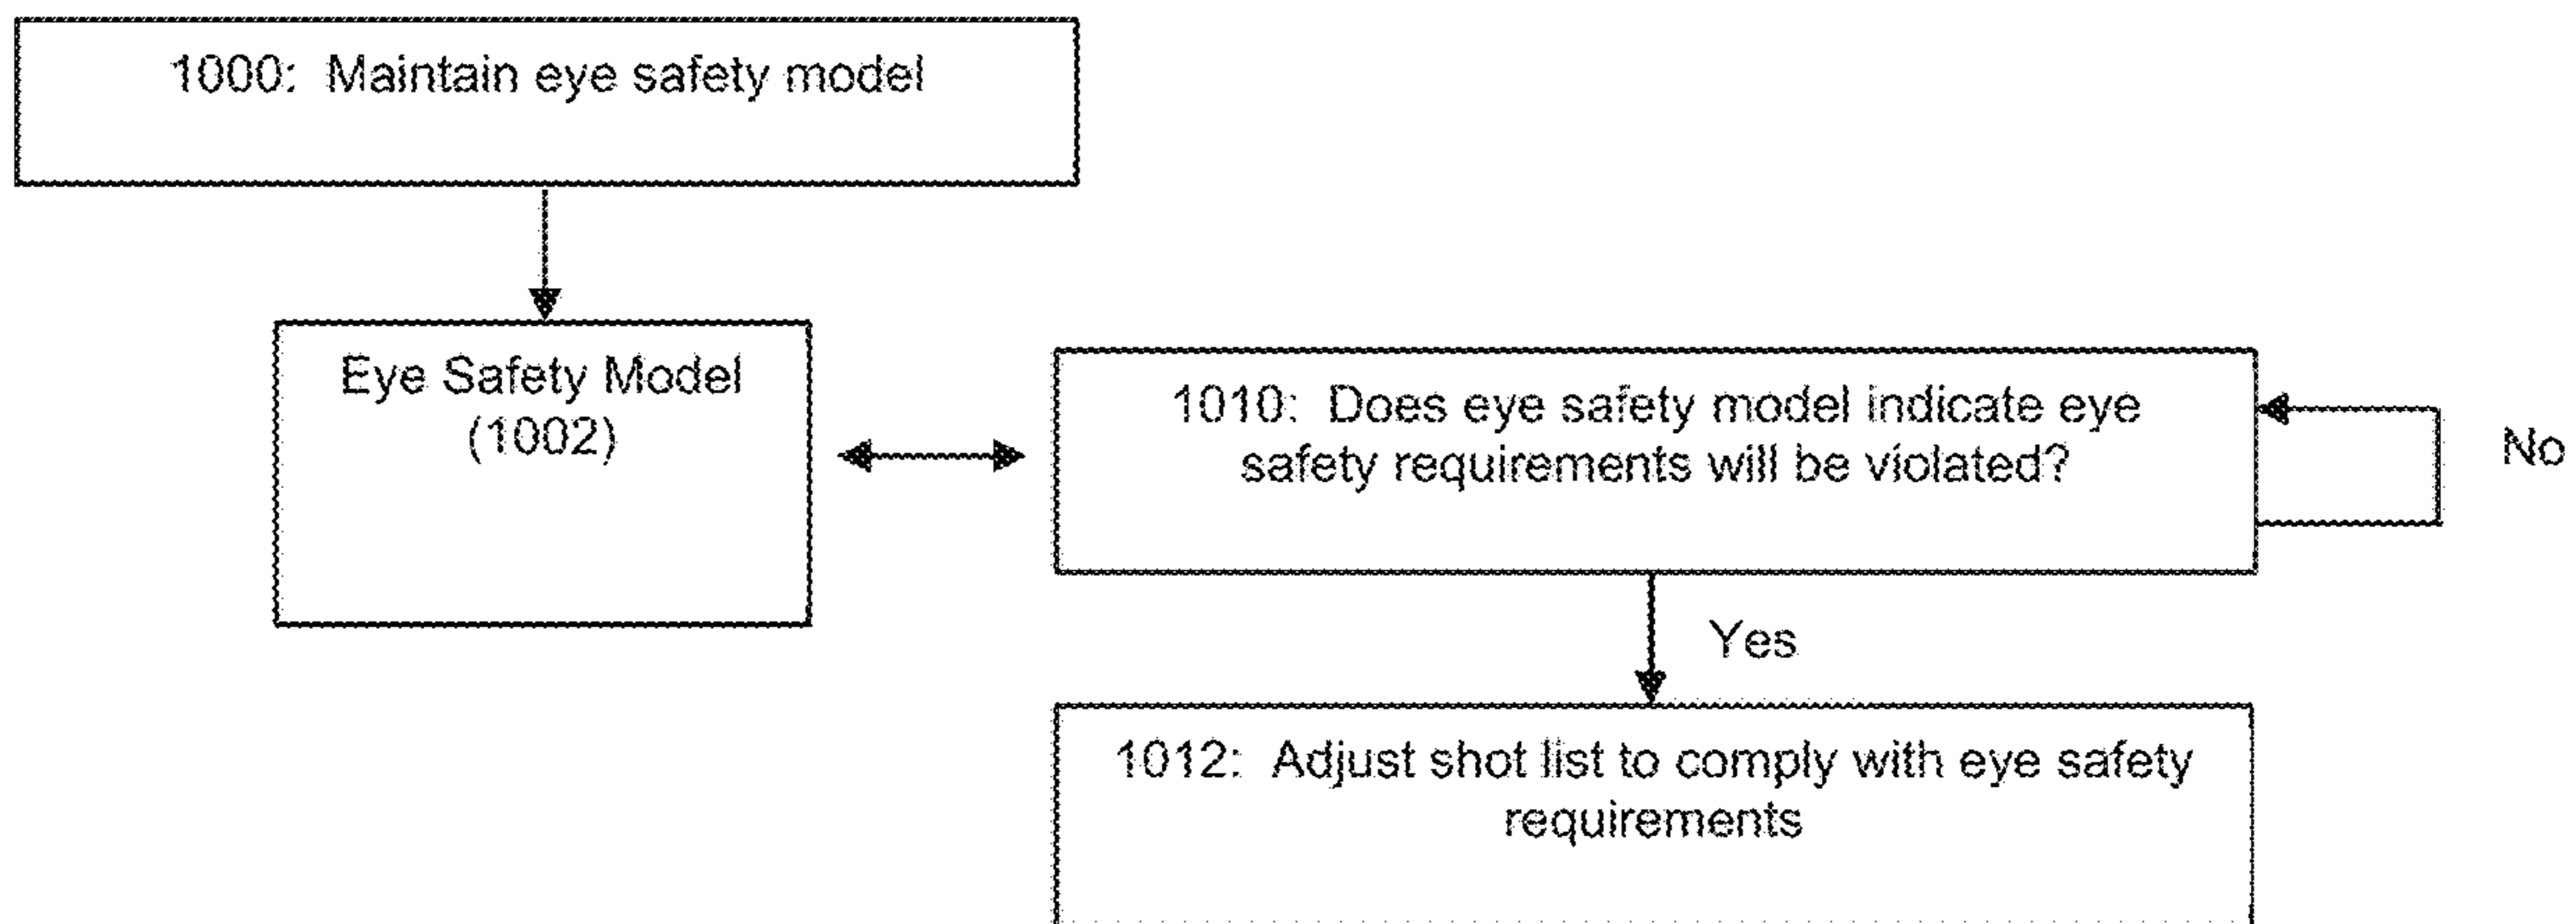 1000: Maintain eye safety model
Eye Safety Model
(1002)
1010: Does eye safety model indicate eye
safety requirements will be violated?
No
Yes
1012: Adjust shot list to comply with eye safety
requirements